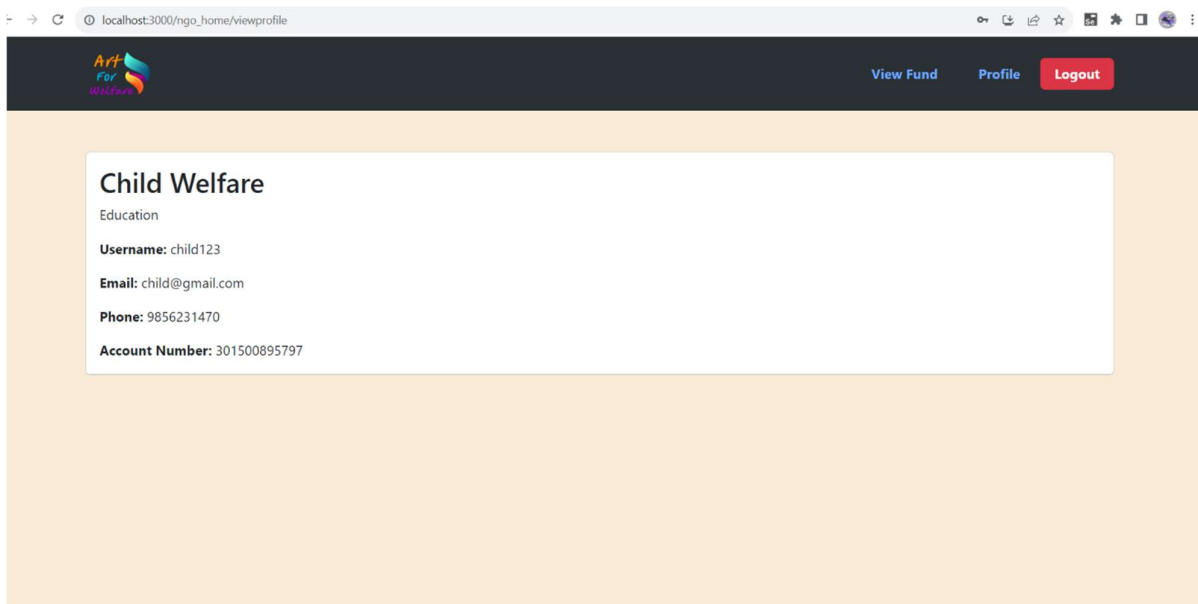 localhost:3000/ngo_home/viewprofile
Art
For
Welfare
View Fund
Profile
Logout
Child Welfare
Education
Username: child123
Email: child@gmail.com
Phone: 9856231470
Account Number: 301500895797